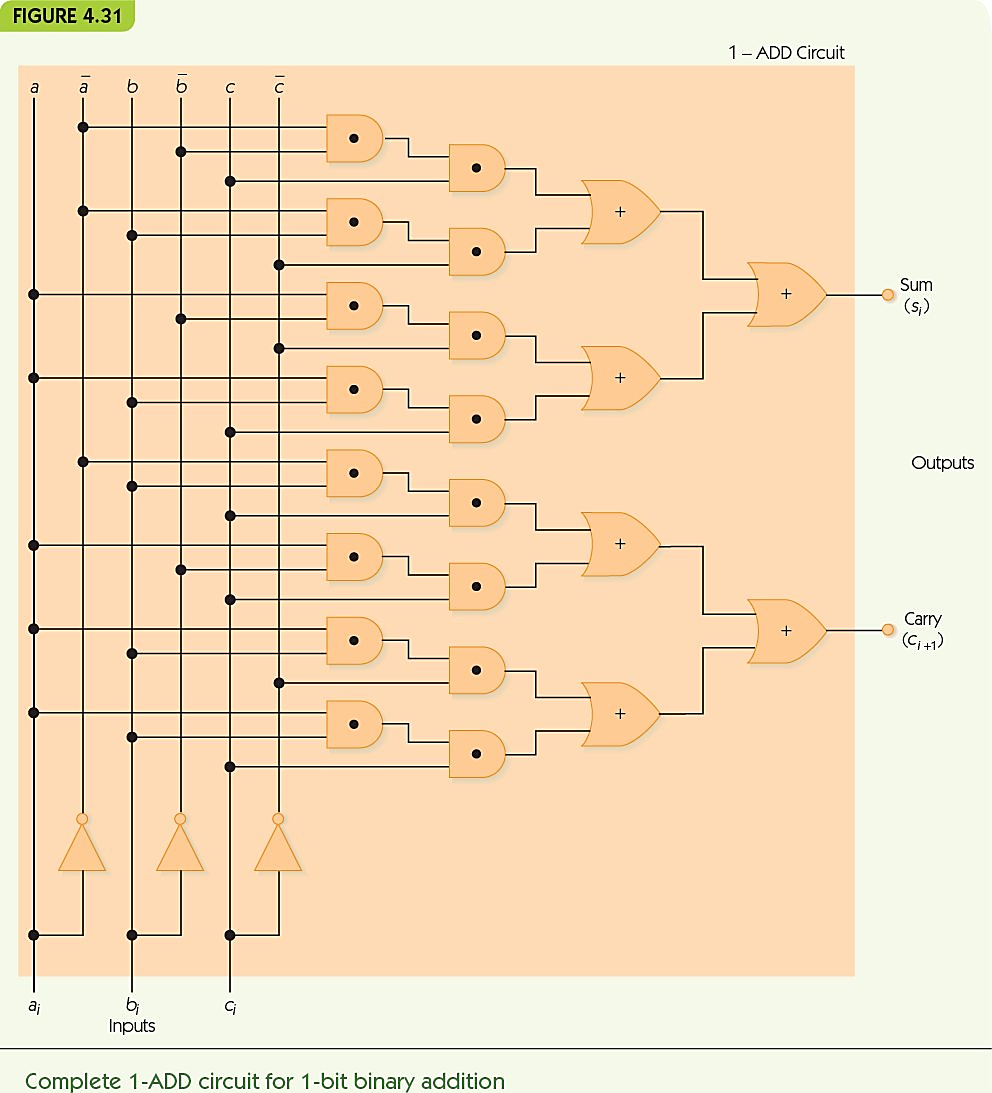 FIGURE 4.31
1 – ADD Circuit
a a̅ b b̅ c c̅
+
+
+
Sum
(sᵢ)
+
Outputs
+
+
Carry
(cᵢ₊₁)
+
aᵢ bᵢ cᵢ
Inputs
Complete 1-ADD circuit for 1-bit binary addition